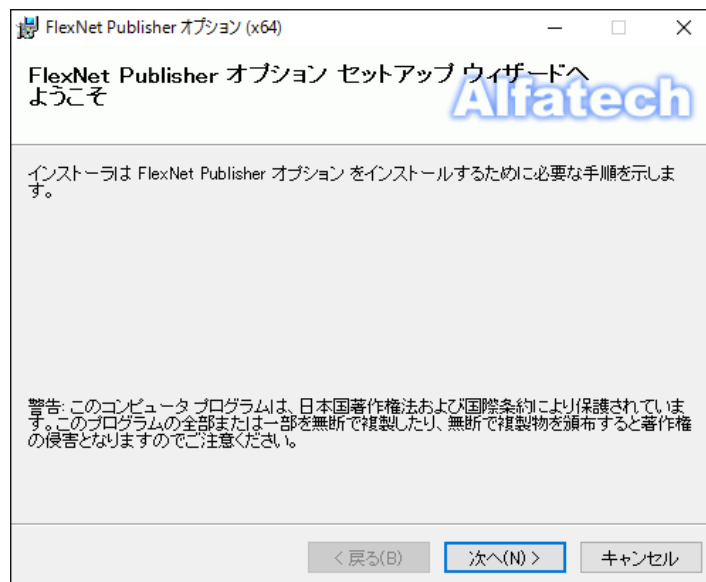 FlexNet Publisher オプション (x64)
FlexNet Publisher オプション セットアップ ウィザードへ
ようこそ
Alfatech
インストーラは FlexNet Publisher オプション をインストールするために必要な手順を示しま
す。
警告: このコンピュータ プログラムは、日本国著作権法および国際条約により保護されていま
す。このプログラムの全部または一部を無断で複製したり、無断で複製物を頒布すると著作権
の侵害となりますのでご注意ください。
< 戻る(B)
次へ(N) >
キャンセル